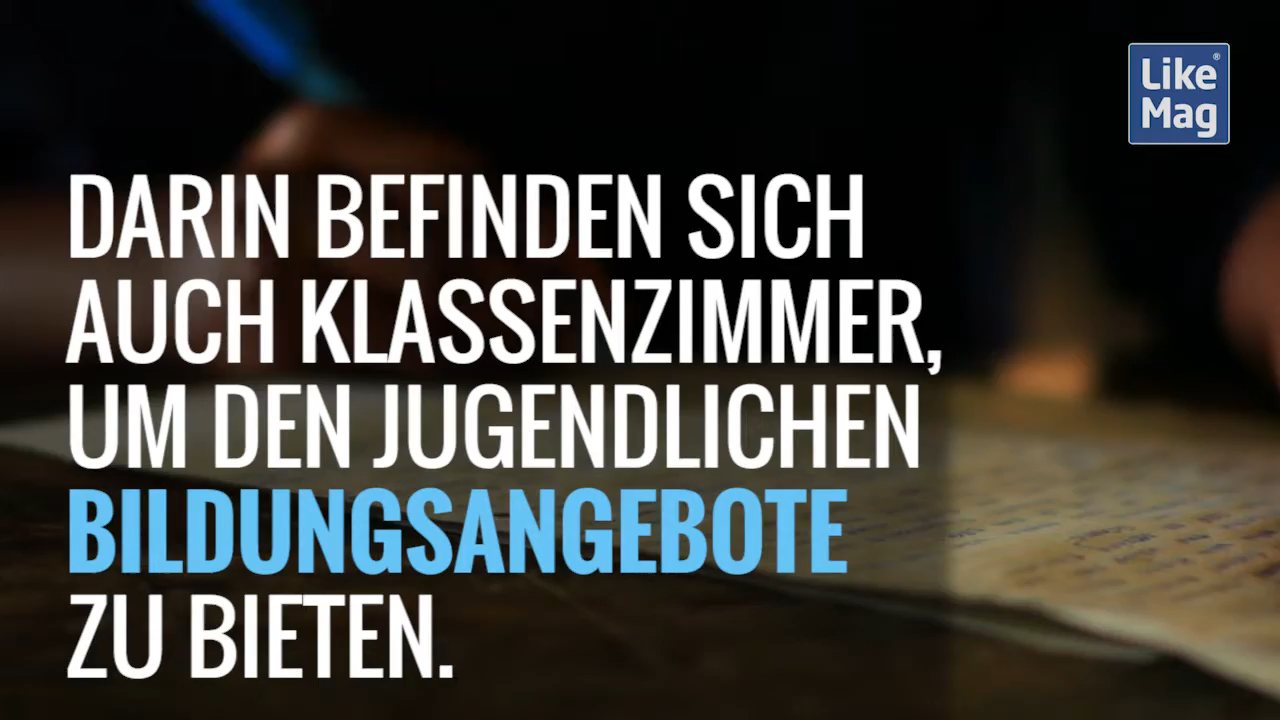 Like®
Mag
DARIN BEFINDEN SICH
AUCH KLASSENZIMMER,
UM DEN JUGENDLICHEN
BILDUNGSANGEBOTE
ZU BIETEN.